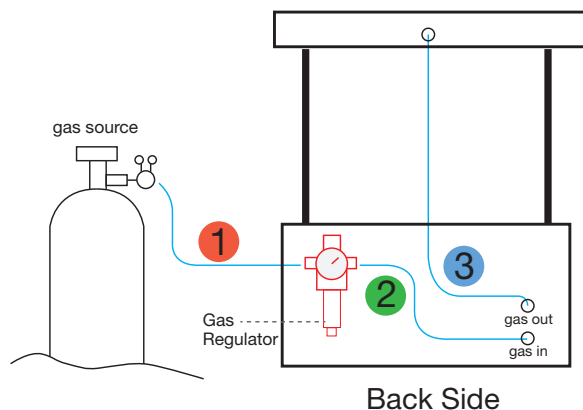 gas source
1
2
3
Gas
Regulator
gas out
gas in
Back Side